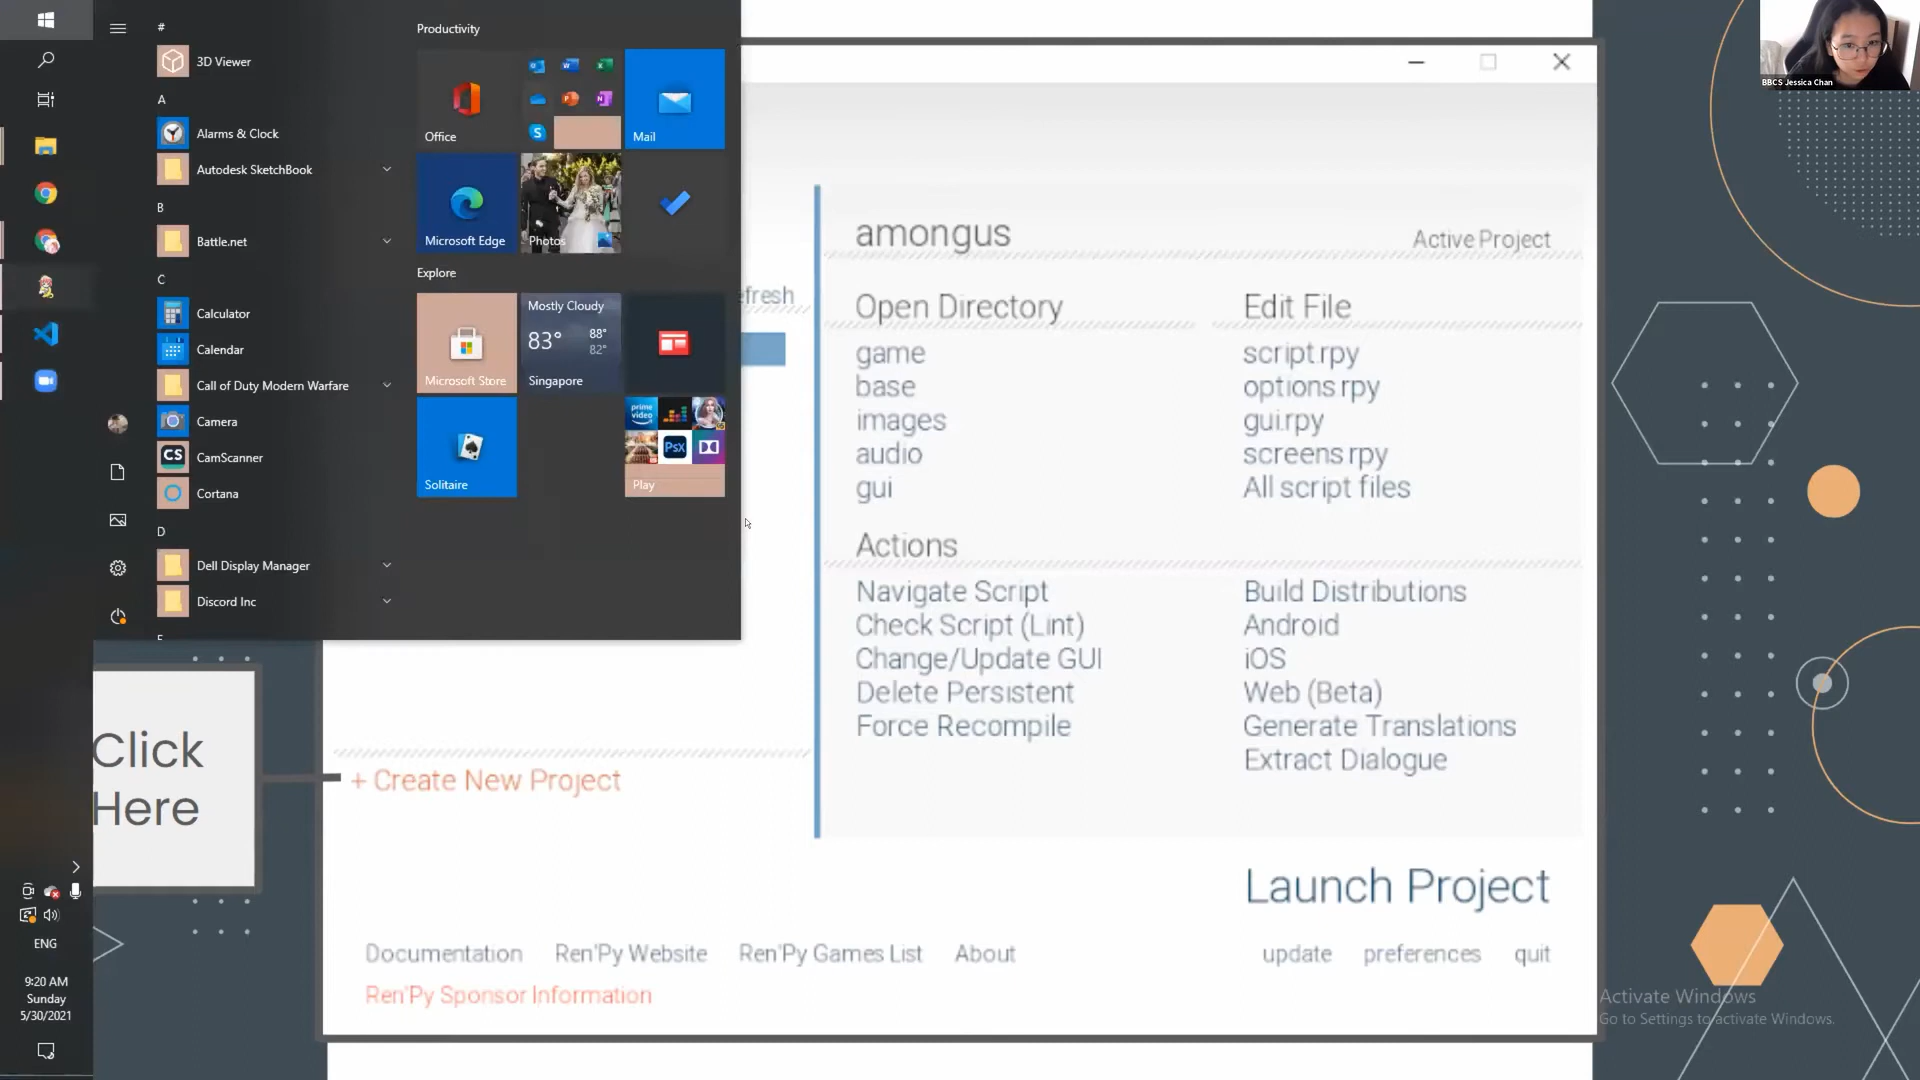 #
3D Viewer
A
Alarms & Clock
Autodesk SketchBook
B
Battle.net
C
Calculator
Calendar
Call of Duty Modern Warfare
Camera
CS
CamScanner
Cortana
D
Dell Display Manager
Discord Inc
Productivity
Office
Mail
Microsoft Edge
Photos
Explore
Microsoft Store
Mostly Cloudy
83°
88°
82°
Singapore
Solitaire
prime video
Psx
Play
efresh
amongus
Active Project
Open Directory
game
base
images
audio
gui
Edit File
script.rpy
options.rpy
gui.rpy
screens.rpy
All script files
Actions
Navigate Script
Check Script (Lint)
Change/Update GUI
Delete Persistent
Force Recompile
Build Distributions
Android
iOS
Web (Beta)
Generate Translations
Extract Dialogue
Click
Here
+ Create New Project
Launch Project
Documentation
Ren'Py Website
Ren'Py Games List
About
update
preferences
quit
Ren'Py Sponsor Information
BBCS Jessica Chan
Activate Windows
Go to Settings to activate Windows.
ENG
9:20 AM
Sunday
5/30/2021